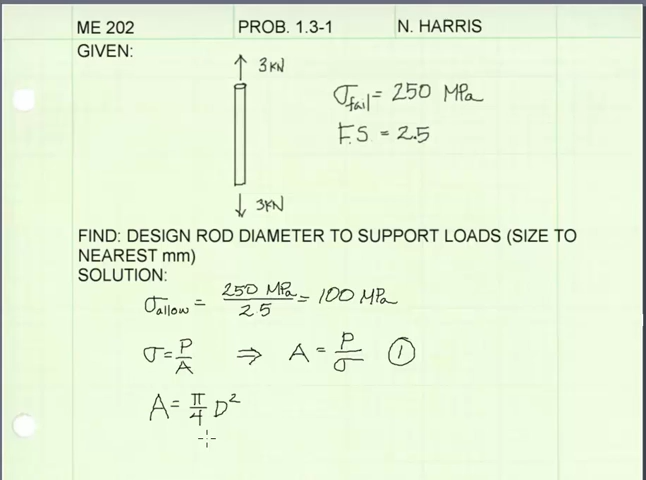 ME 202 PROB. 1.3-1 N. HARRIS
GIVEN:
3KN
σfail = 250 MPa
F.S. = 2.5
3KN
FIND: DESIGN ROD DIAMETER TO SUPPORT LOADS (SIZE TO
NEAREST mm)
SOLUTION:
σallow = 250 MPa / 2.5 = 100 MPa
σ = P/A ⇒ A = P/σ ①
A = π/4 D²